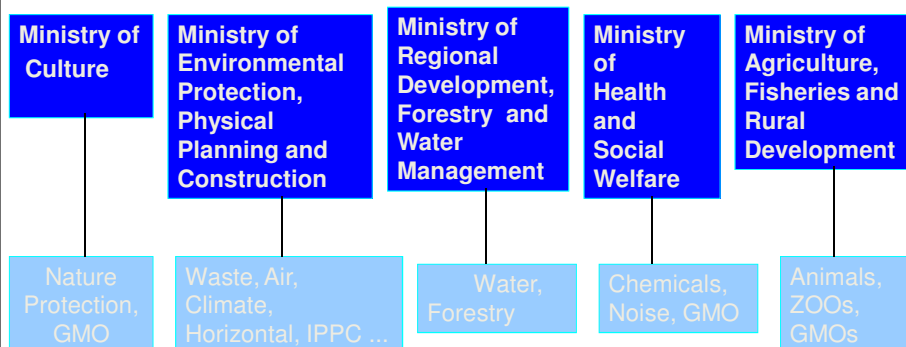 Ministry of
Culture
Ministry of
Environmental
Protection,
Physical
Planning and
Construction
Ministry of
Regional
Development,
Forestry and
Water
Management
Ministry
of
Health
and
Social
Welfare
Ministry of
Agriculture,
Fisheries and
Rural
Development
Nature
Protection,
GMO
Waste, Air,
Climate,
Horizontal, IPPC ...
Water,
Forestry
Chemicals,
Noise, GMO
Animals,
ZOOs,
GMOs